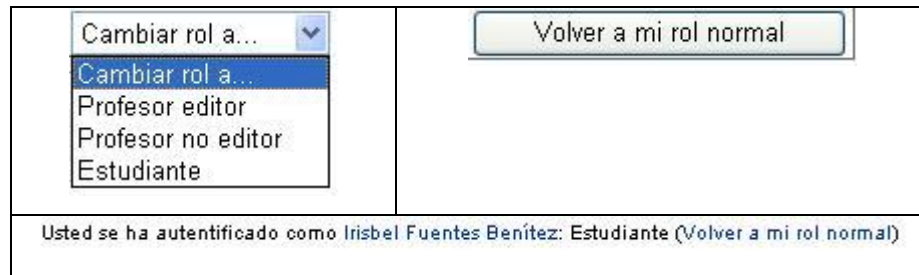 Cambiar rol a...
Cambiar rol a...
Profesor editor
Profesor no editor
Estudiante
Volver a mi rol normal
Usted se ha autentificado como Irisbel Fuentes Benítez: Estudiante (Volver a mi rol normal)